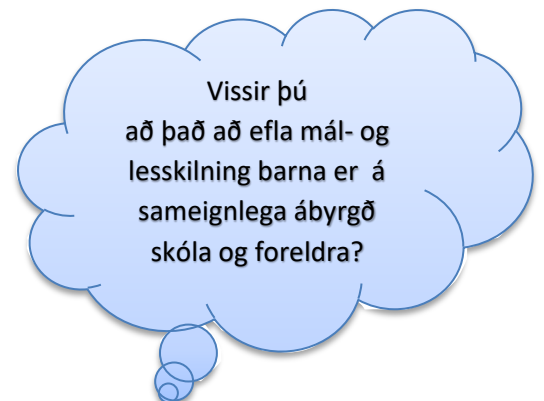 Vissir þú
að það að efla mál- og
lesskilning barna er  á
sameignlega ábyrgð
skóla og foreldra?